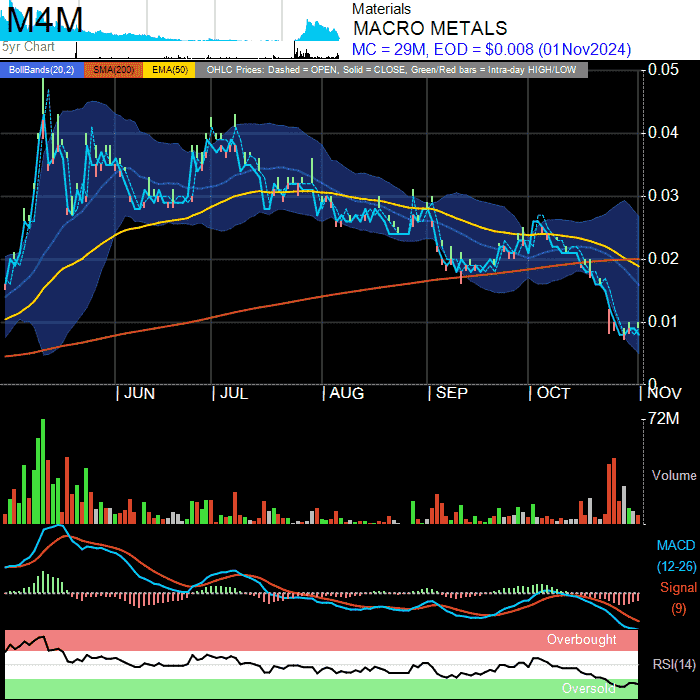 M4M
5yr Chart
Materials
MACRO METALS
MC = 29M, EOD = $0.008 (01Nov2024)
BollBands(20,2) SMA(200) EMA(50) OHLC Prices: Dashed = OPEN, Solid = CLOSE, Green/Red bars = Intra-day HIGH/LOW
0.05
0.04
0.03
0.02
0.01
0
| JUN | JUL | AUG | SEP | OCT | NOV
72M
Volume
MACD
(12-26)
Signal
(9)
Overbought
RSI(14)
Oversold